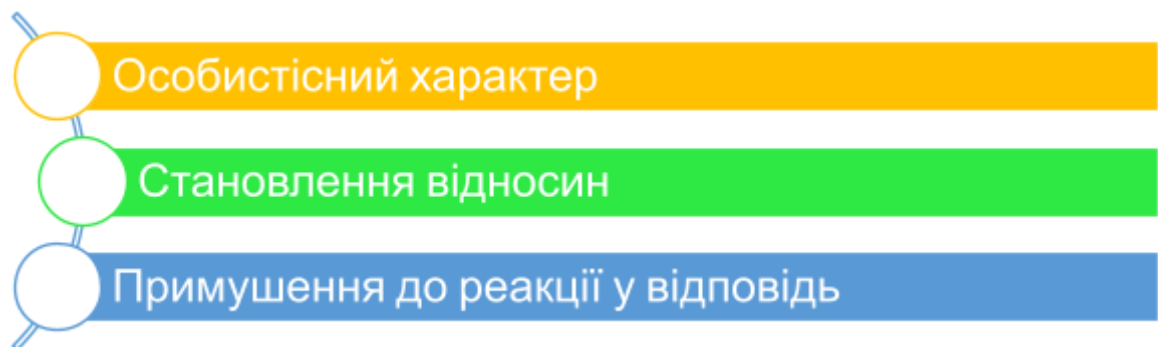 Особистісний характер
Становлення відносин
Примушення до реакції у відповідь